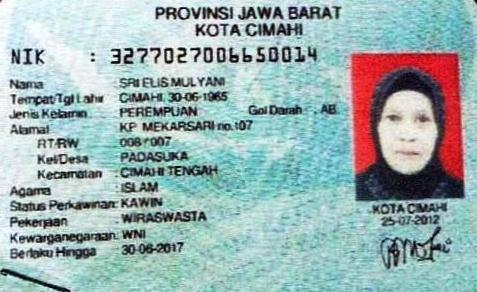 PROVINSI JAWA BARAT
KOTA CIMAHI
NIK : 3277027006650014
Nama : SRI ELIS MULYANI
Tempat/Tgl Lahir : CIMAHI, 30-06-1965
Jenis Kelamin : PEREMPUAN Gol Darah : AB
Alamat : KP MEKARSARI no.107
RT/RW : 008/007
Kel/Desa : PADASUKA
Kecamatan : CIMAHI TENGAH
Agama : ISLAM
Status Perkawinan: KAWIN
Pekerjaan : WIRASWASTA
Kewarganegaraan: WNI
Berlaku Hingga : 30-06-2017
KOTA CIMAHI
25-07-2012